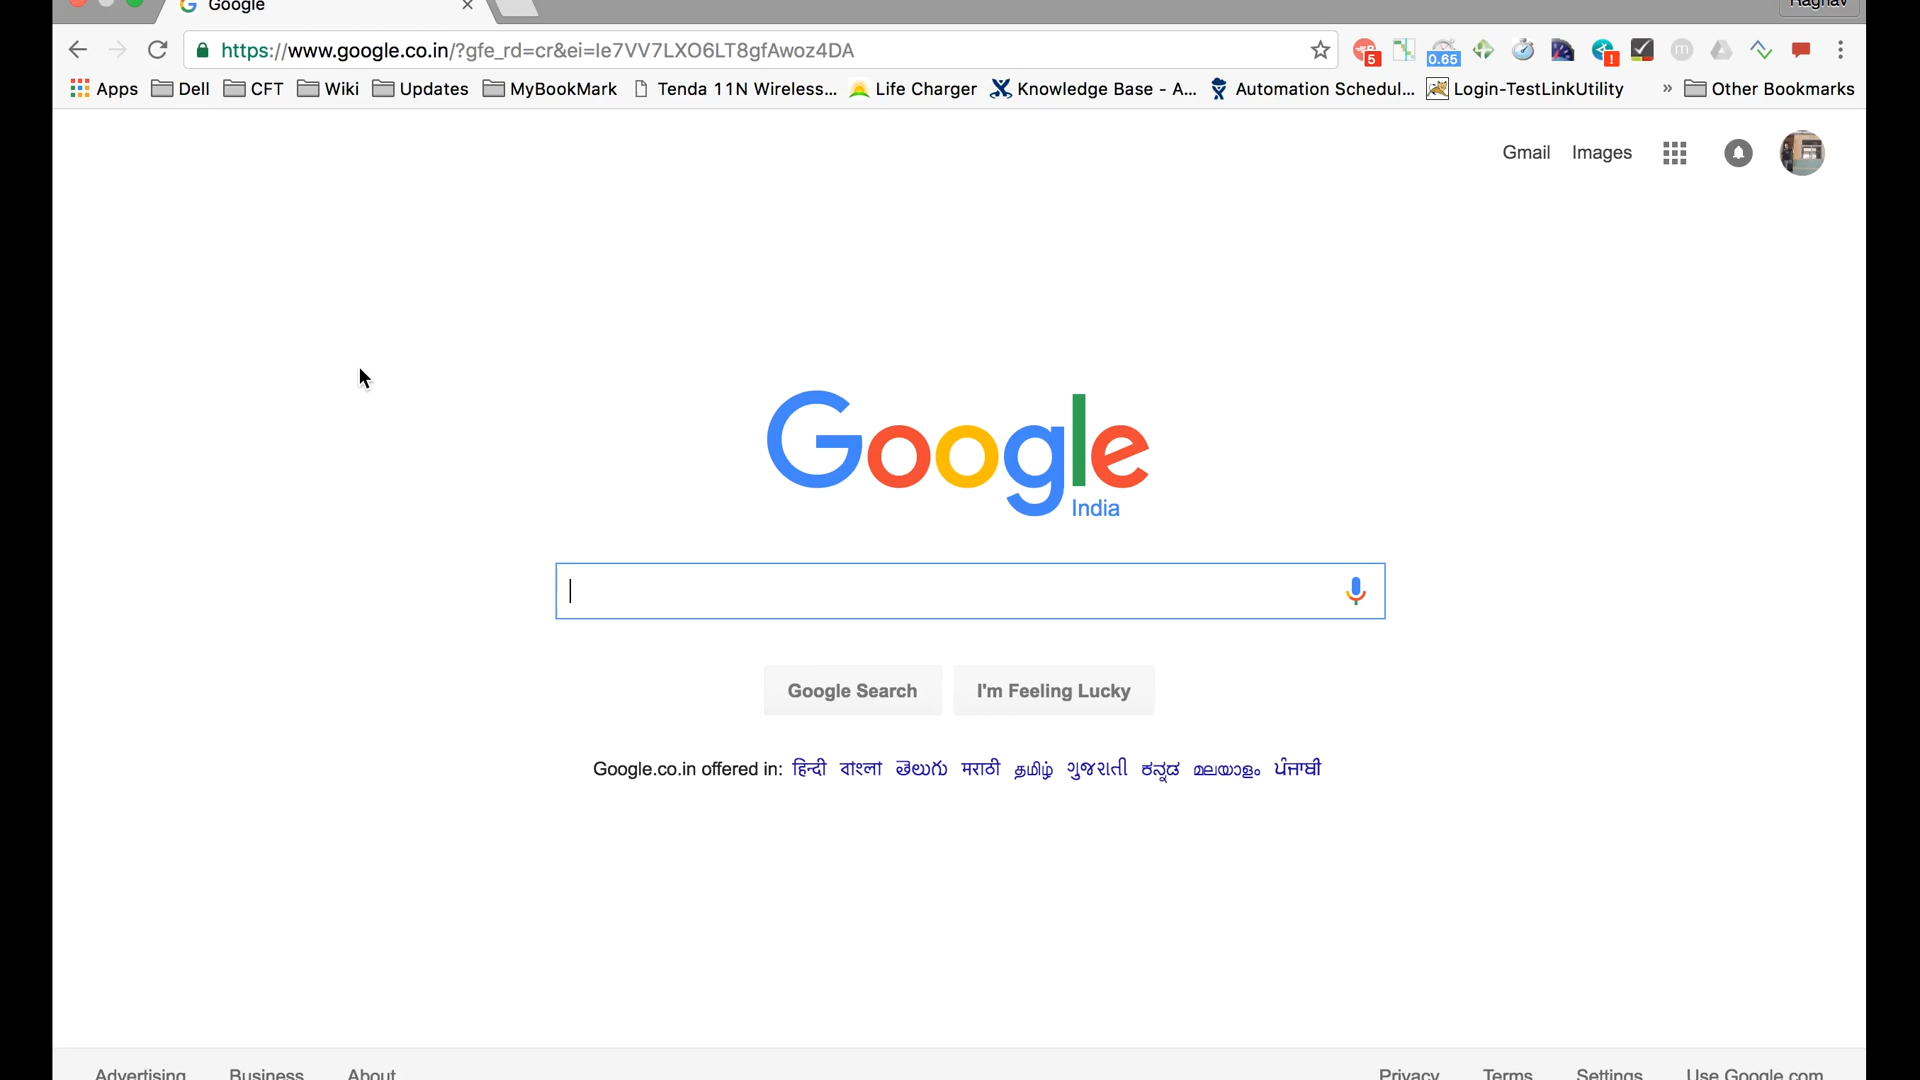 Google Raghav
https://www.google.co.in/?gfe_rd=cr&ei=Ie7VV7LXO6LT8gfAwoz4DA 5 0.65 !
Apps Dell CFT Wiki Updates MyBookMark Tenda 11N Wireless... Life Charger Knowledge Base - A... Automation Schedul... Login-TestLinkUtility » Other Bookmarks
Gmail Images
Google
India
Google Search I'm Feeling Lucky
Google.co.in offered in: हिन्दी বাংলা తెలుగు मराठी தமிழ் ગુજરાતી ಕನ್ನಡ മലയാളം ਪੰਜਾਬੀ
Advertising Business About Privacy Terms Settings Use Google.com